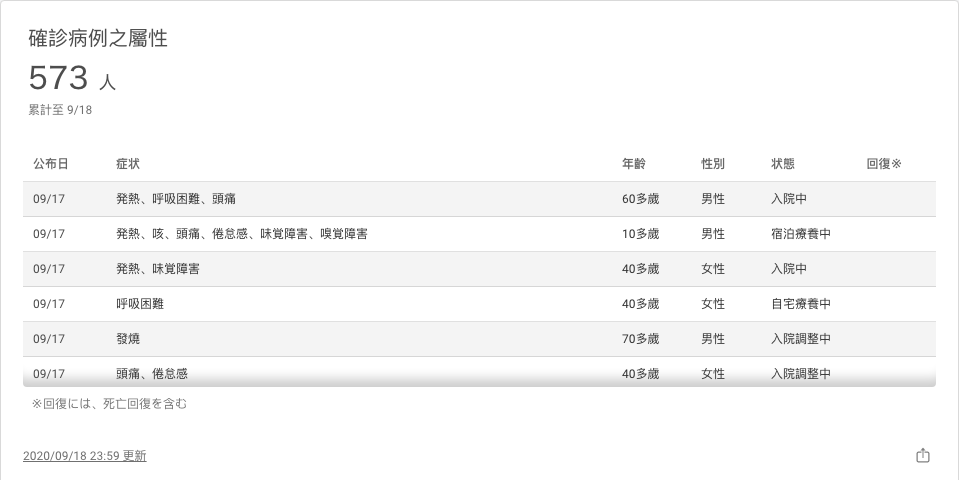 確診病例之屬性
573 人
累計至 9/18
公布日 症状 年齡 性別 状態 回復※
09/17 発熱、呼吸困難、頭痛 60多歲 男性 入院中
09/17 発熱、咳、頭痛、倦怠感、味覚障害、嗅覚障害 10多歲 男性 宿泊療養中
09/17 発熱、味覚障害 40多歲 女性 入院中
09/17 呼吸困難 40多歲 女性 自宅療養中
09/17 發燒 70多歲 男性 入院調整中
09/17 頭痛、倦怠感 40多歲 女性 入院調整中
※回復には、死亡回復を含む
2020/09/18 23:59 更新